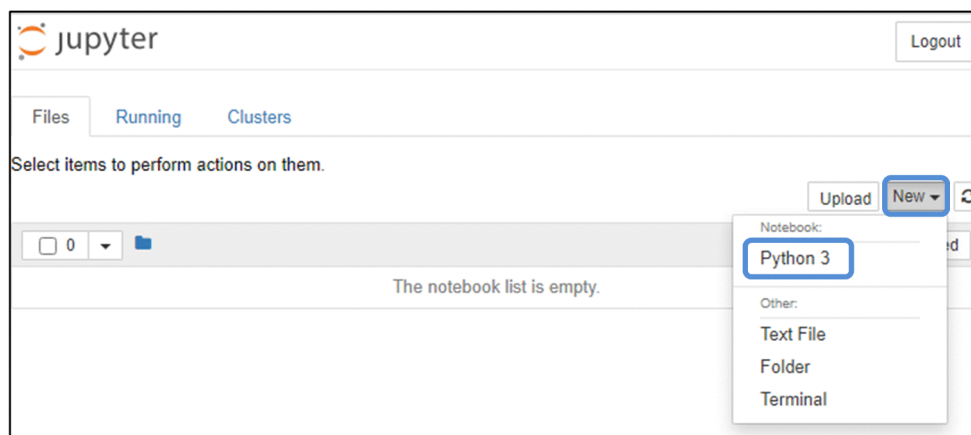 jupyter
Logout
Files Running Clusters
Select items to perform actions on them.
Upload New
0
Notebook:
ed
Python 3
The notebook list is empty.
Other:
Text File
Folder
Terminal